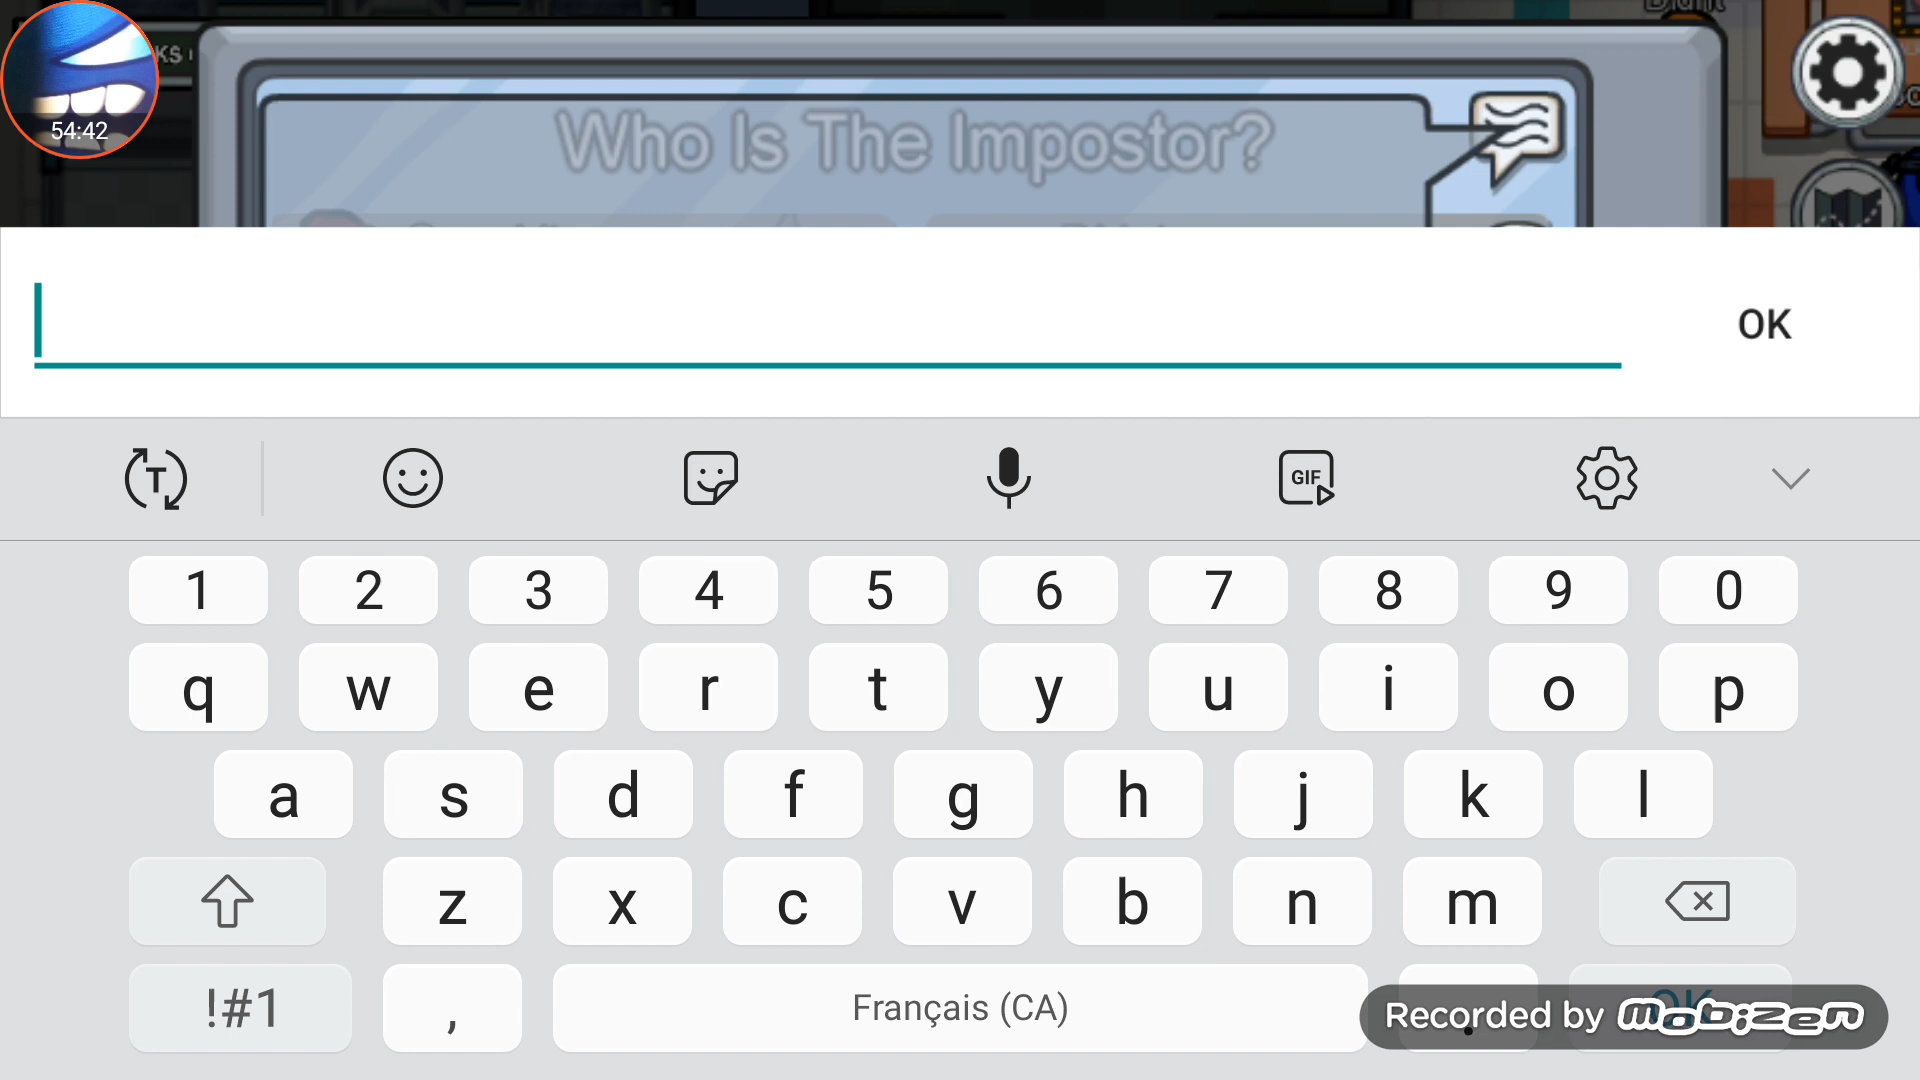 54:42
Who Is The Impostor?
OK
T
GIF
1 2 3 4 5 6 7 8 9 0
q w e r t y u i o p
a s d f g h j k l
z x c v b n m
!#1 , Français (CA) . OK
Recorded by mobizen